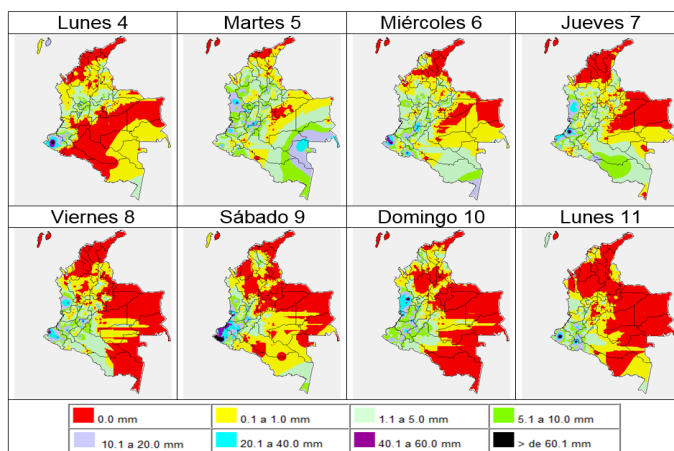 Lunes 4 Martes 5 Miércoles 6 Jueves 7
Viernes 8 Sábado 9 Domingo 10 Lunes 11
0.0 mm 0.1 a 1.0 mm 1.1 a 5.0 mm 5.1 a 10.0 mm
10.1 a 20.0 mm 20.1 a 40.0 mm 40.1 a 60.0 mm > de 60.1 mm